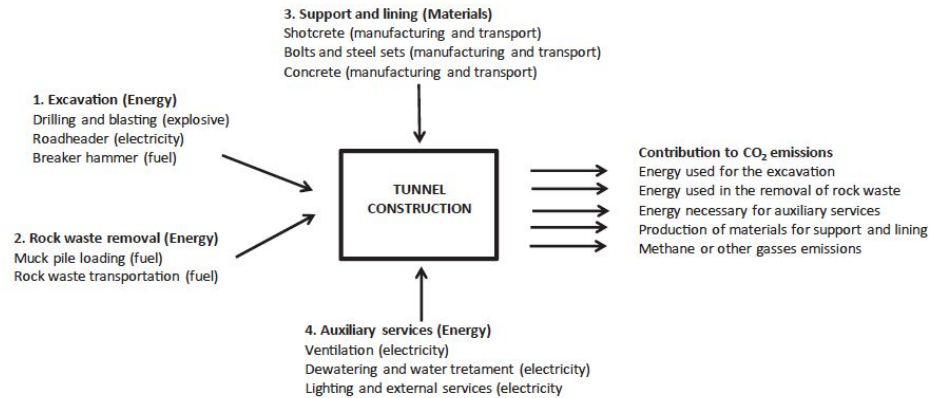 3. Support and lining (Materials)
Shotcrete (manufacturing and transport)
Bolts and steel sets (manufacturing and transport)
Concrete (manufacturing and transport)
1. Excavation (Energy)
Drilling and blasting (explosive)
Roadheader (electricity)
Breaker hammer (fuel)
TUNNEL
CONSTRUCTION
Contribution to CO₂ emissions
Energy used for the excavation
Energy used in the removal of rock waste
Energy necessary for auxiliary services
Production of materials for support and lining
Methane or other gasses emissions
2. Rock waste removal (Energy)
Muck pile loading (fuel)
Rock waste transportation (fuel)
4. Auxiliary services (Energy)
Ventilation (electricity)
Dewatering and water tretament (electricity)
Lighting and external services (electricity